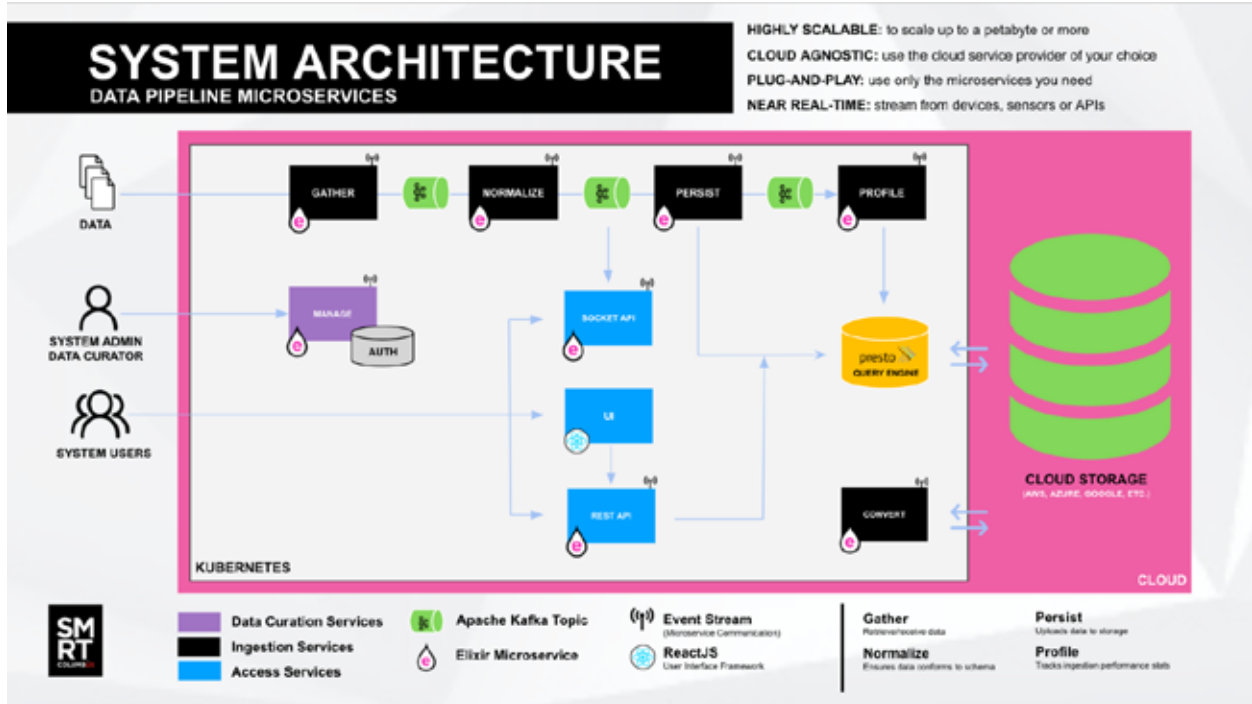 SYSTEM ARCHITECTURE
DATA PIPELINE MICROSERVICES
HIGHLY SCALABLE: to scale up to a petabyte or more
CLOUD AGNOSTIC: use the cloud service provider of your choice
PLUG-AND-PLAY: use only the microservices you need
NEAR REAL-TIME: stream from devices, sensors or APIs
DATA
GATHER
NORMALIZE
PERSIST
PROFILE
e
e
e
e
SYSTEM ADMIN
DATA CURATOR
MANAGE
AUTH
e
SOCKET API
e
presto
QUERY ENGINE
SYSTEM USERS
UI
REST API
e
CONVERT
e
CLOUD STORAGE
(AWS, AZURE, GOOGLE, ETC.)
KUBERNETES
CLOUD
SM
RT
COLUMBUS
Data Curation Services
Ingestion Services
Access Services
Apache Kafka Topic
e
Elixir Microservice
Event Stream
(Microservice Communication)
ReactJS
User Interface Framework
Gather
Retrieve/receive data
Normalize
Ensures data conforms to schema
Persist
Uploads data to storage
Profile
Tracks ingestion performance stats